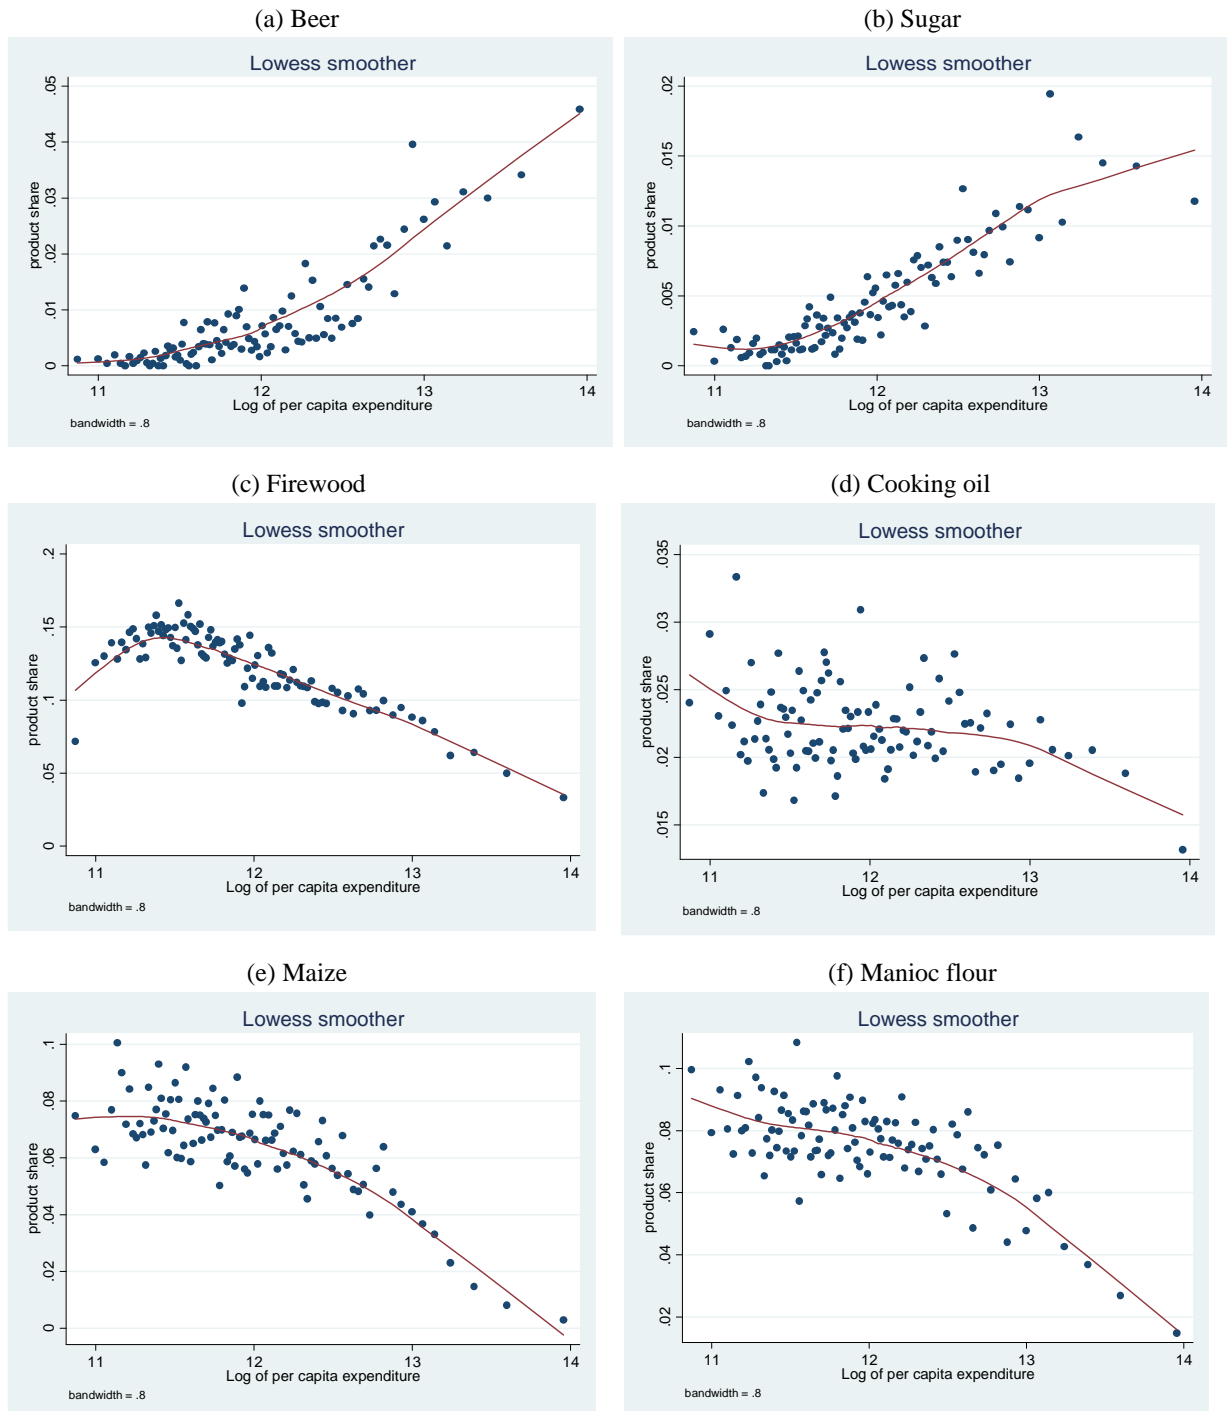 (a) Beer
Lowess smoother
product share
.05
.04
.03
.02
.01
0
11 12 13 14
Log of per capita expenditure
bandwidth = .8
(b) Sugar
Lowess smoother
product share
.02
.015
.01
.005
0
11 12 13 14
Log of per capita expenditure
bandwidth = .8
(c) Firewood
Lowess smoother
product share
.2
.15
.1
.05
0
11 12 13 14
Log of per capita expenditure
bandwidth = .8
(d) Cooking oil
Lowess smoother
product share
.035
.03
.025
.02
.015
11 12 13 14
Log of per capita expenditure
bandwidth = .8
(e) Maize
Lowess smoother
product share
.1
.08
.06
.04
.02
0
11 12 13 14
Log of per capita expenditure
bandwidth = .8
(f) Manioc flour
Lowess smoother
product share
.1
.08
.06
.04
.02
11 12 13 14
Log of per capita expenditure
bandwidth = .8